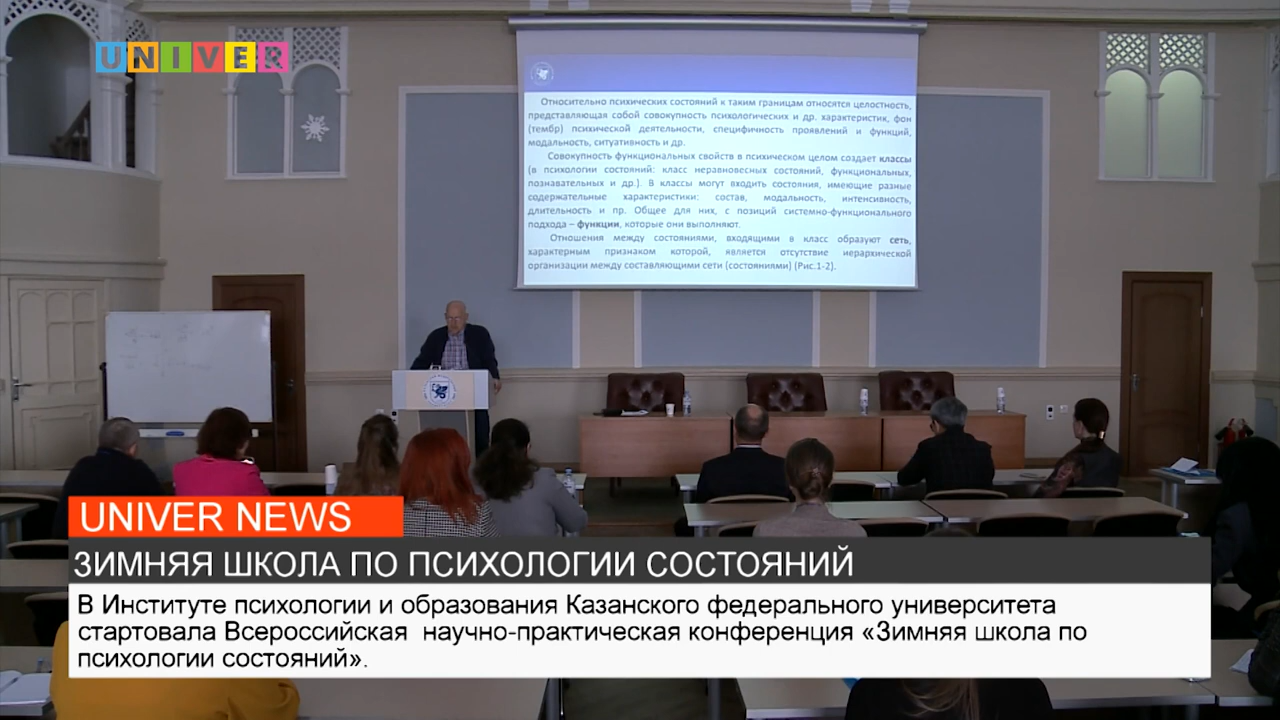 UNIVER
Относительно психических состояний к таким границам относятся целостность,
представляющая собой совокупность психологических и др. характеристик, фон
(тембр) психической деятельности, специфичность проявлений и функций,
модальность, ситуативность и др.
Совокупность функциональных свойств в психическом целом создает классы
(в психологии состояний: класс неравновесных состояний, функциональных,
познавательных и др.). В классы могут входить состояния, имеющие разные
содержательные характеристики: состав, модальность, интенсивность,
длительность и пр. Общее для них, с позиций системно-функционального
подхода – функции, которые они выполняют.
Отношения между состояниями, входящими в класс образуют сеть,
характерным признаком которой, является отсутствие иерархической
организации между составляющими сети (состояниями) (Рис.1-2).
UNIVER NEWS
ЗИМНЯЯ ШКОЛА ПО ПСИХОЛОГИИ СОСТОЯНИЙ
В Институте психологии и образования Казанского федерального университета
стартовала Всероссийская научно-практическая конференция «Зимняя школа по
психологии состояний».